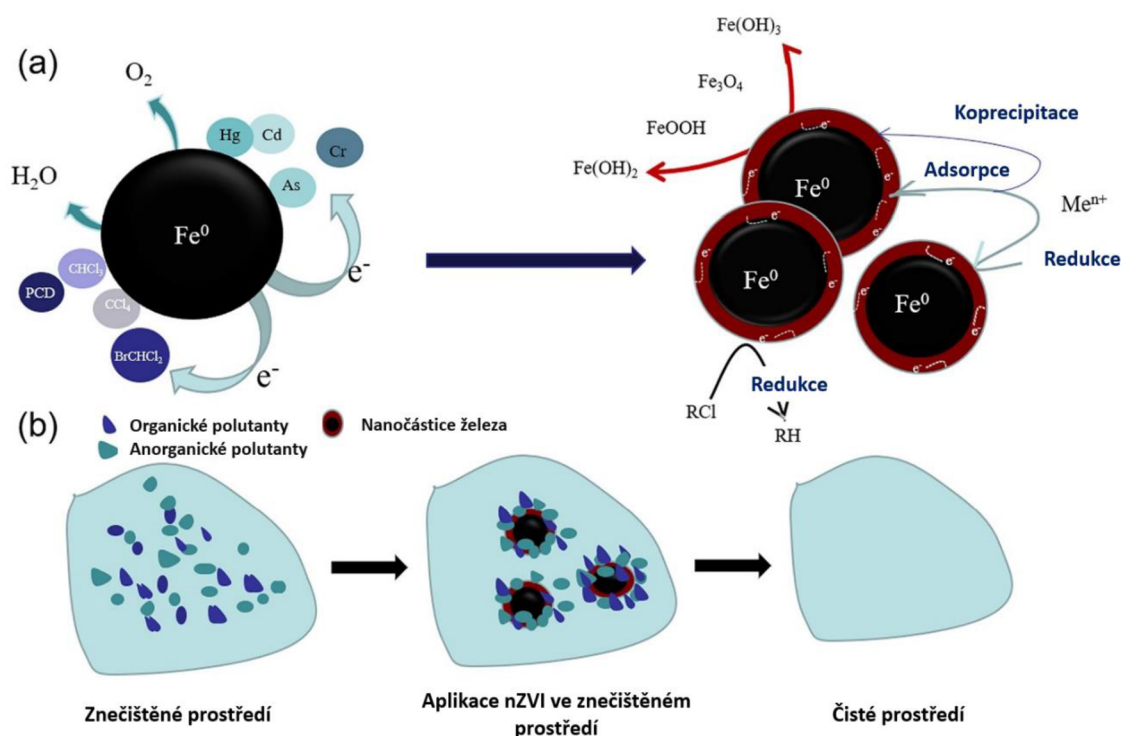 (a)
O₂
H₂O
Hg
Cd
Cr
As
Fe⁰
CHCl₃
PCD
CCl₄
BrCHCl₂
e⁻
e⁻
Fe(OH)₃
Fe₃O₄
FeOOH
Fe(OH)₂
Koprecipitace
Adsorpce
Meⁿ⁺
Redukce
e⁻
e⁻
e⁻
e⁻
Fe⁰
e⁻
e⁻
e⁻
e⁻
Fe⁰
e⁻
e⁻
e⁻
e⁻
Fe⁰
Redukce
RCl
RH
(b)
Organické polutanty
Anorganické polutanty
Nanočástice železa
Znečištěné prostředí
Aplikace nZVI ve znečištěném
prostředí
Čisté prostředí